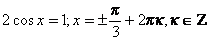 2 cos x = 1; x = ±π/3 + 2πκ, κ ∈ Z